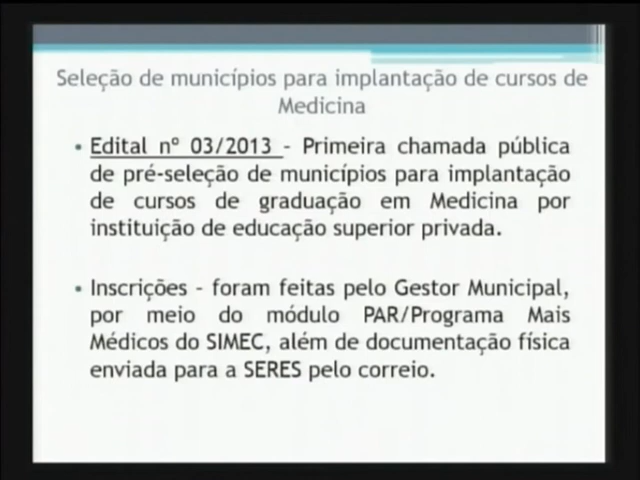 Seleção de municípios para implantação de cursos de
Medicina
• Edital nº 03/2013 – Primeira chamada pública
de pré-seleção de municípios para implantação
de cursos de graduação em Medicina por
instituição de educação superior privada.
• Inscrições – foram feitas pelo Gestor Municipal,
por meio do módulo PAR/Programa Mais
Médicos do SIMEC, além de documentação física
enviada para a SERES pelo correio.